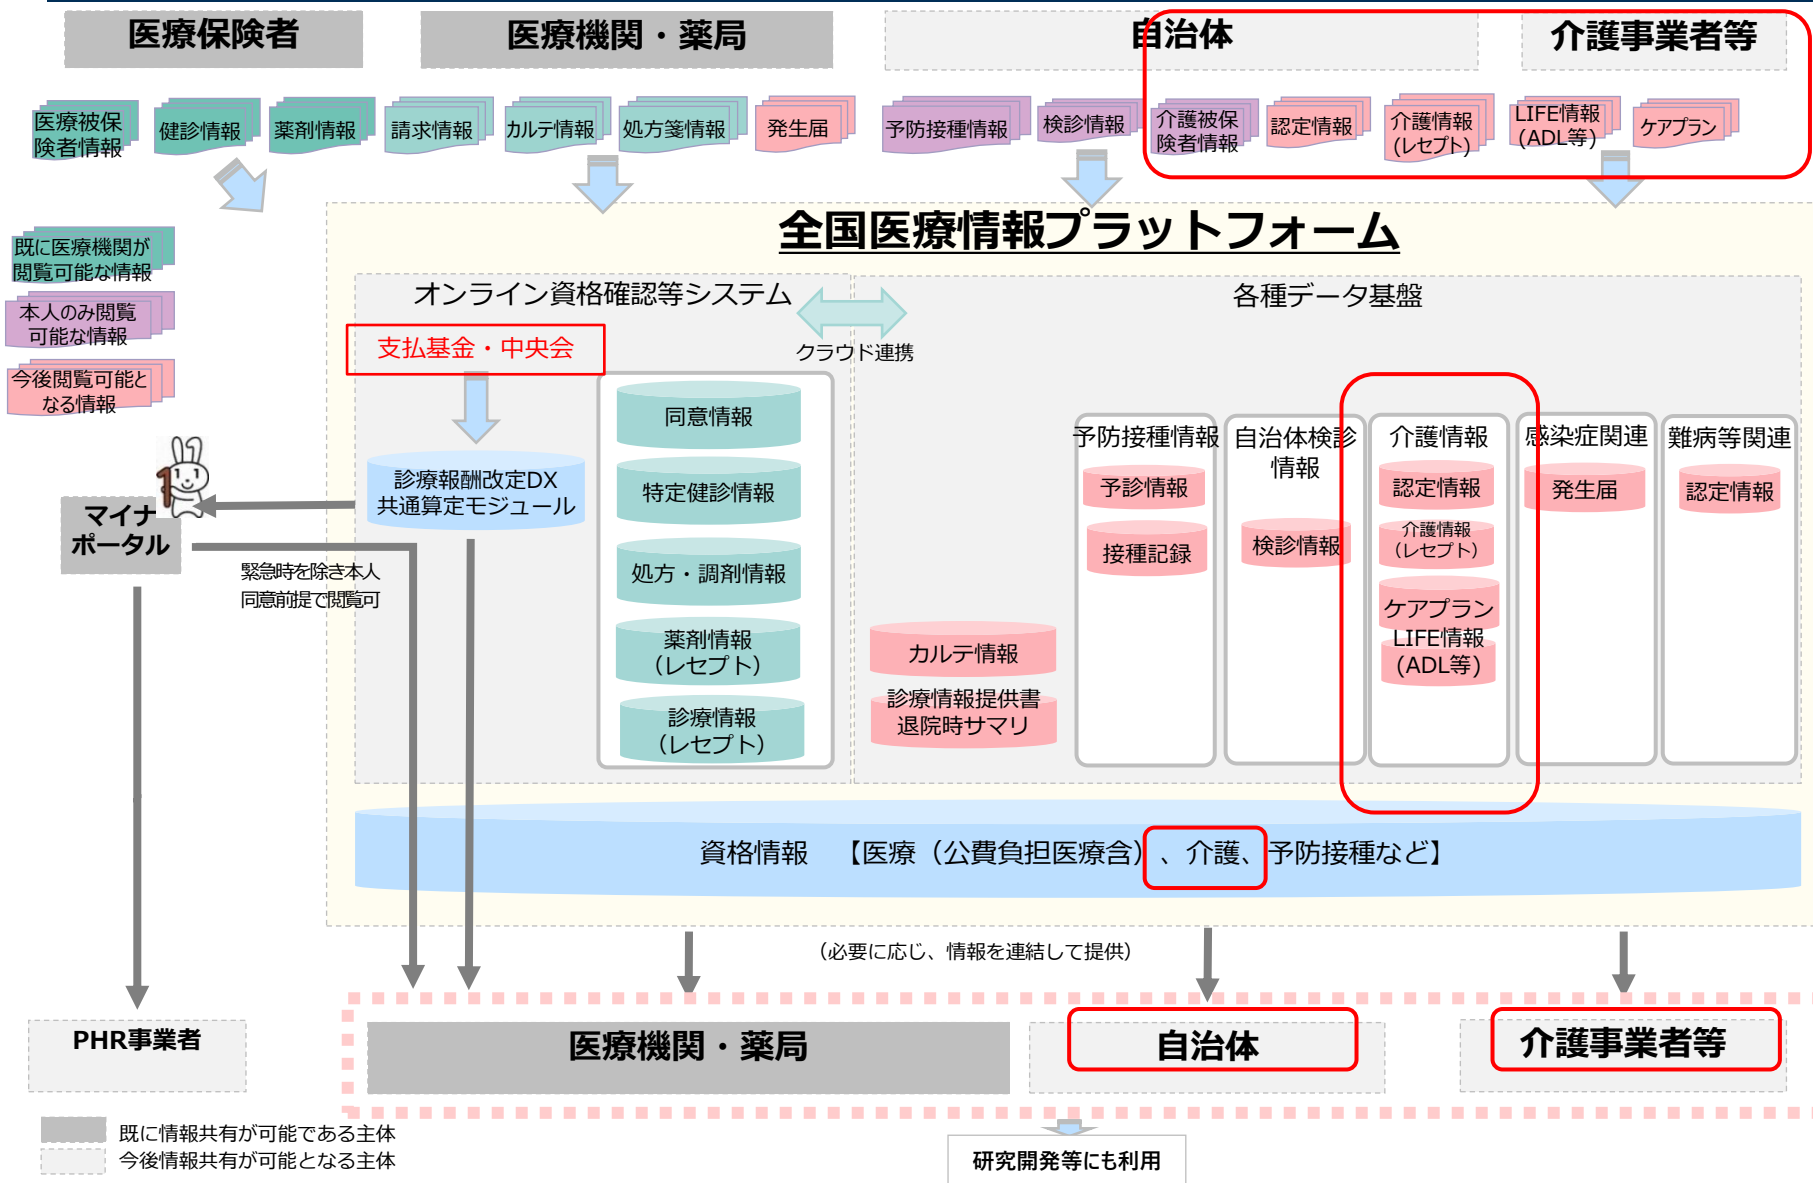 医療保険者
医療機関・薬局
自治体
介護事業者等
医療被保
険者情報
健診情報
薬剤情報
請求情報
カルテ情報
処方箋情報
発生届
予防接種情報
検診情報
介護被保
険者情報
認定情報
介護情報
(レセプト)
LIFE情報
(ADL等)
ケアプラン
既に医療機関が
閲覧可能な情報
本人のみ閲覧
可能な情報
今後閲覧可能と
なる情報
全国医療情報プラットフォーム
オンライン資格確認等システム
支払基金・中央会
クラウド連携
各種データ基盤
診療報酬改定DX
共通算定モジュール
同意情報
特定健診情報
処方・調剤情報
薬剤情報
(レセプト)
診療情報
(レセプト)
カルテ情報
診療情報提供書
退院時サマリ
予防接種情報
予診情報
接種記録
自治体検診
情報
検診情報
介護情報
認定情報
介護情報
(レセプト)
ケアプラン
LIFE情報
(ADL等)
感染症関連
発生届
難病等関連
認定情報
マイナ
ポータル
緊急時を除き本人
同意前提で閲覧可
資格情報 【医療（公費負担医療含）、介護、予防接種など】
（必要に応じ、情報を連結して提供）
PHR事業者
医療機関・薬局
自治体
介護事業者等
既に情報共有が可能である主体
今後情報共有が可能となる主体
研究開発等にも利用